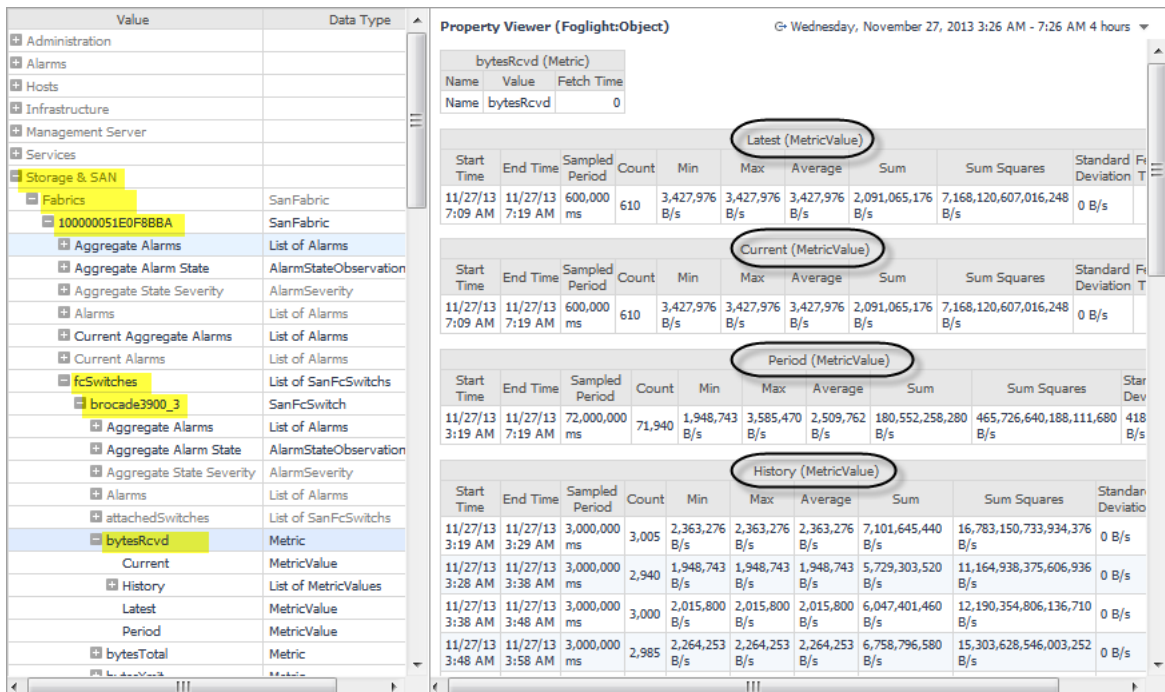 Value Data Type
Administration
Alarms
Hosts
Infrastructure
Management Server
Services
Storage & SAN
Fabrics SanFabric
100000051E0F8BBA SanFabric
Aggregate Alarms List of Alarms
Aggregate Alarm State AlarmStateObservation
Aggregate State Severity AlarmSeverity
Alarms List of Alarms
Current Aggregate Alarms List of Alarms
Current Alarms List of Alarms
fcSwitches List of SanFcSwitchs
brocade3900_3 SanFcSwitch
Aggregate Alarms List of Alarms
Aggregate Alarm State AlarmStateObservation
Aggregate State Severity AlarmSeverity
Alarms List of Alarms
attachedSwitches List of SanFcSwitchs
bytesRcvd Metric
Current MetricValue
History List of MetricValues
Latest MetricValue
Period MetricValue
bytesTotal Metric
Property Viewer (Foglight:Object) Wednesday, November 27, 2013 3:26 AM - 7:26 AM 4 hours
bytesRcvd (Metric)
Name Value Fetch Time
Name bytesRcvd 0
Latest (MetricValue)
Start Time End Time Sampled Period Count Min Max Average Sum Sum Squares Standard Deviation Fe T
11/27/13 7:09 AM 11/27/13 7:19 AM 600,000 ms 610 3,427,976 B/s 3,427,976 B/s 3,427,976 B/s 2,091,065,176 B/s 7,168,120,607,016,248 B/s 0 B/s
Current (MetricValue)
Start Time End Time Sampled Period Count Min Max Average Sum Sum Squares Standard Deviation Fe T
11/27/13 7:09 AM 11/27/13 7:19 AM 600,000 ms 610 3,427,976 B/s 3,427,976 B/s 3,427,976 B/s 2,091,065,176 B/s 7,168,120,607,016,248 B/s 0 B/s
Period (MetricValue)
Start Time End Time Sampled Period Count Min Max Average Sum Sum Squares Star Dev
11/27/13 3:19 AM 11/27/13 7:19 AM 72,000,000 ms 71,940 1,948,743 B/s 3,585,470 B/s 2,509,762 B/s 180,552,258,280 B/s 465,726,640,188,111,680 B/s 418 B/s
History (MetricValue)
Start Time End Time Sampled Period Count Min Max Average Sum Sum Squares Standar Deviatio
11/27/13 3:19 AM 11/27/13 3:29 AM 3,000,000 ms 3,005 2,363,276 B/s 2,363,276 B/s 2,363,276 B/s 7,101,645,440 B/s 16,783,150,733,934,376 B/s 0 B/s
11/27/13 3:28 AM 11/27/13 3:38 AM 3,000,000 ms 2,940 1,948,743 B/s 1,948,743 B/s 1,948,743 B/s 5,729,303,520 B/s 11,164,938,375,606,936 B/s 0 B/s
11/27/13 3:38 AM 11/27/13 3:48 AM 3,000,000 ms 3,000 2,015,800 B/s 2,015,800 B/s 2,015,800 B/s 6,047,401,460 B/s 12,190,354,806,136,710 B/s 0 B/s
11/27/13 3:48 AM 11/27/13 3:58 AM 3,000,000 ms 2,985 2,264,253 B/s 2,264,253 B/s 2,264,253 B/s 6,758,796,580 B/s 15,303,628,546,003,252 B/s 0 B/s